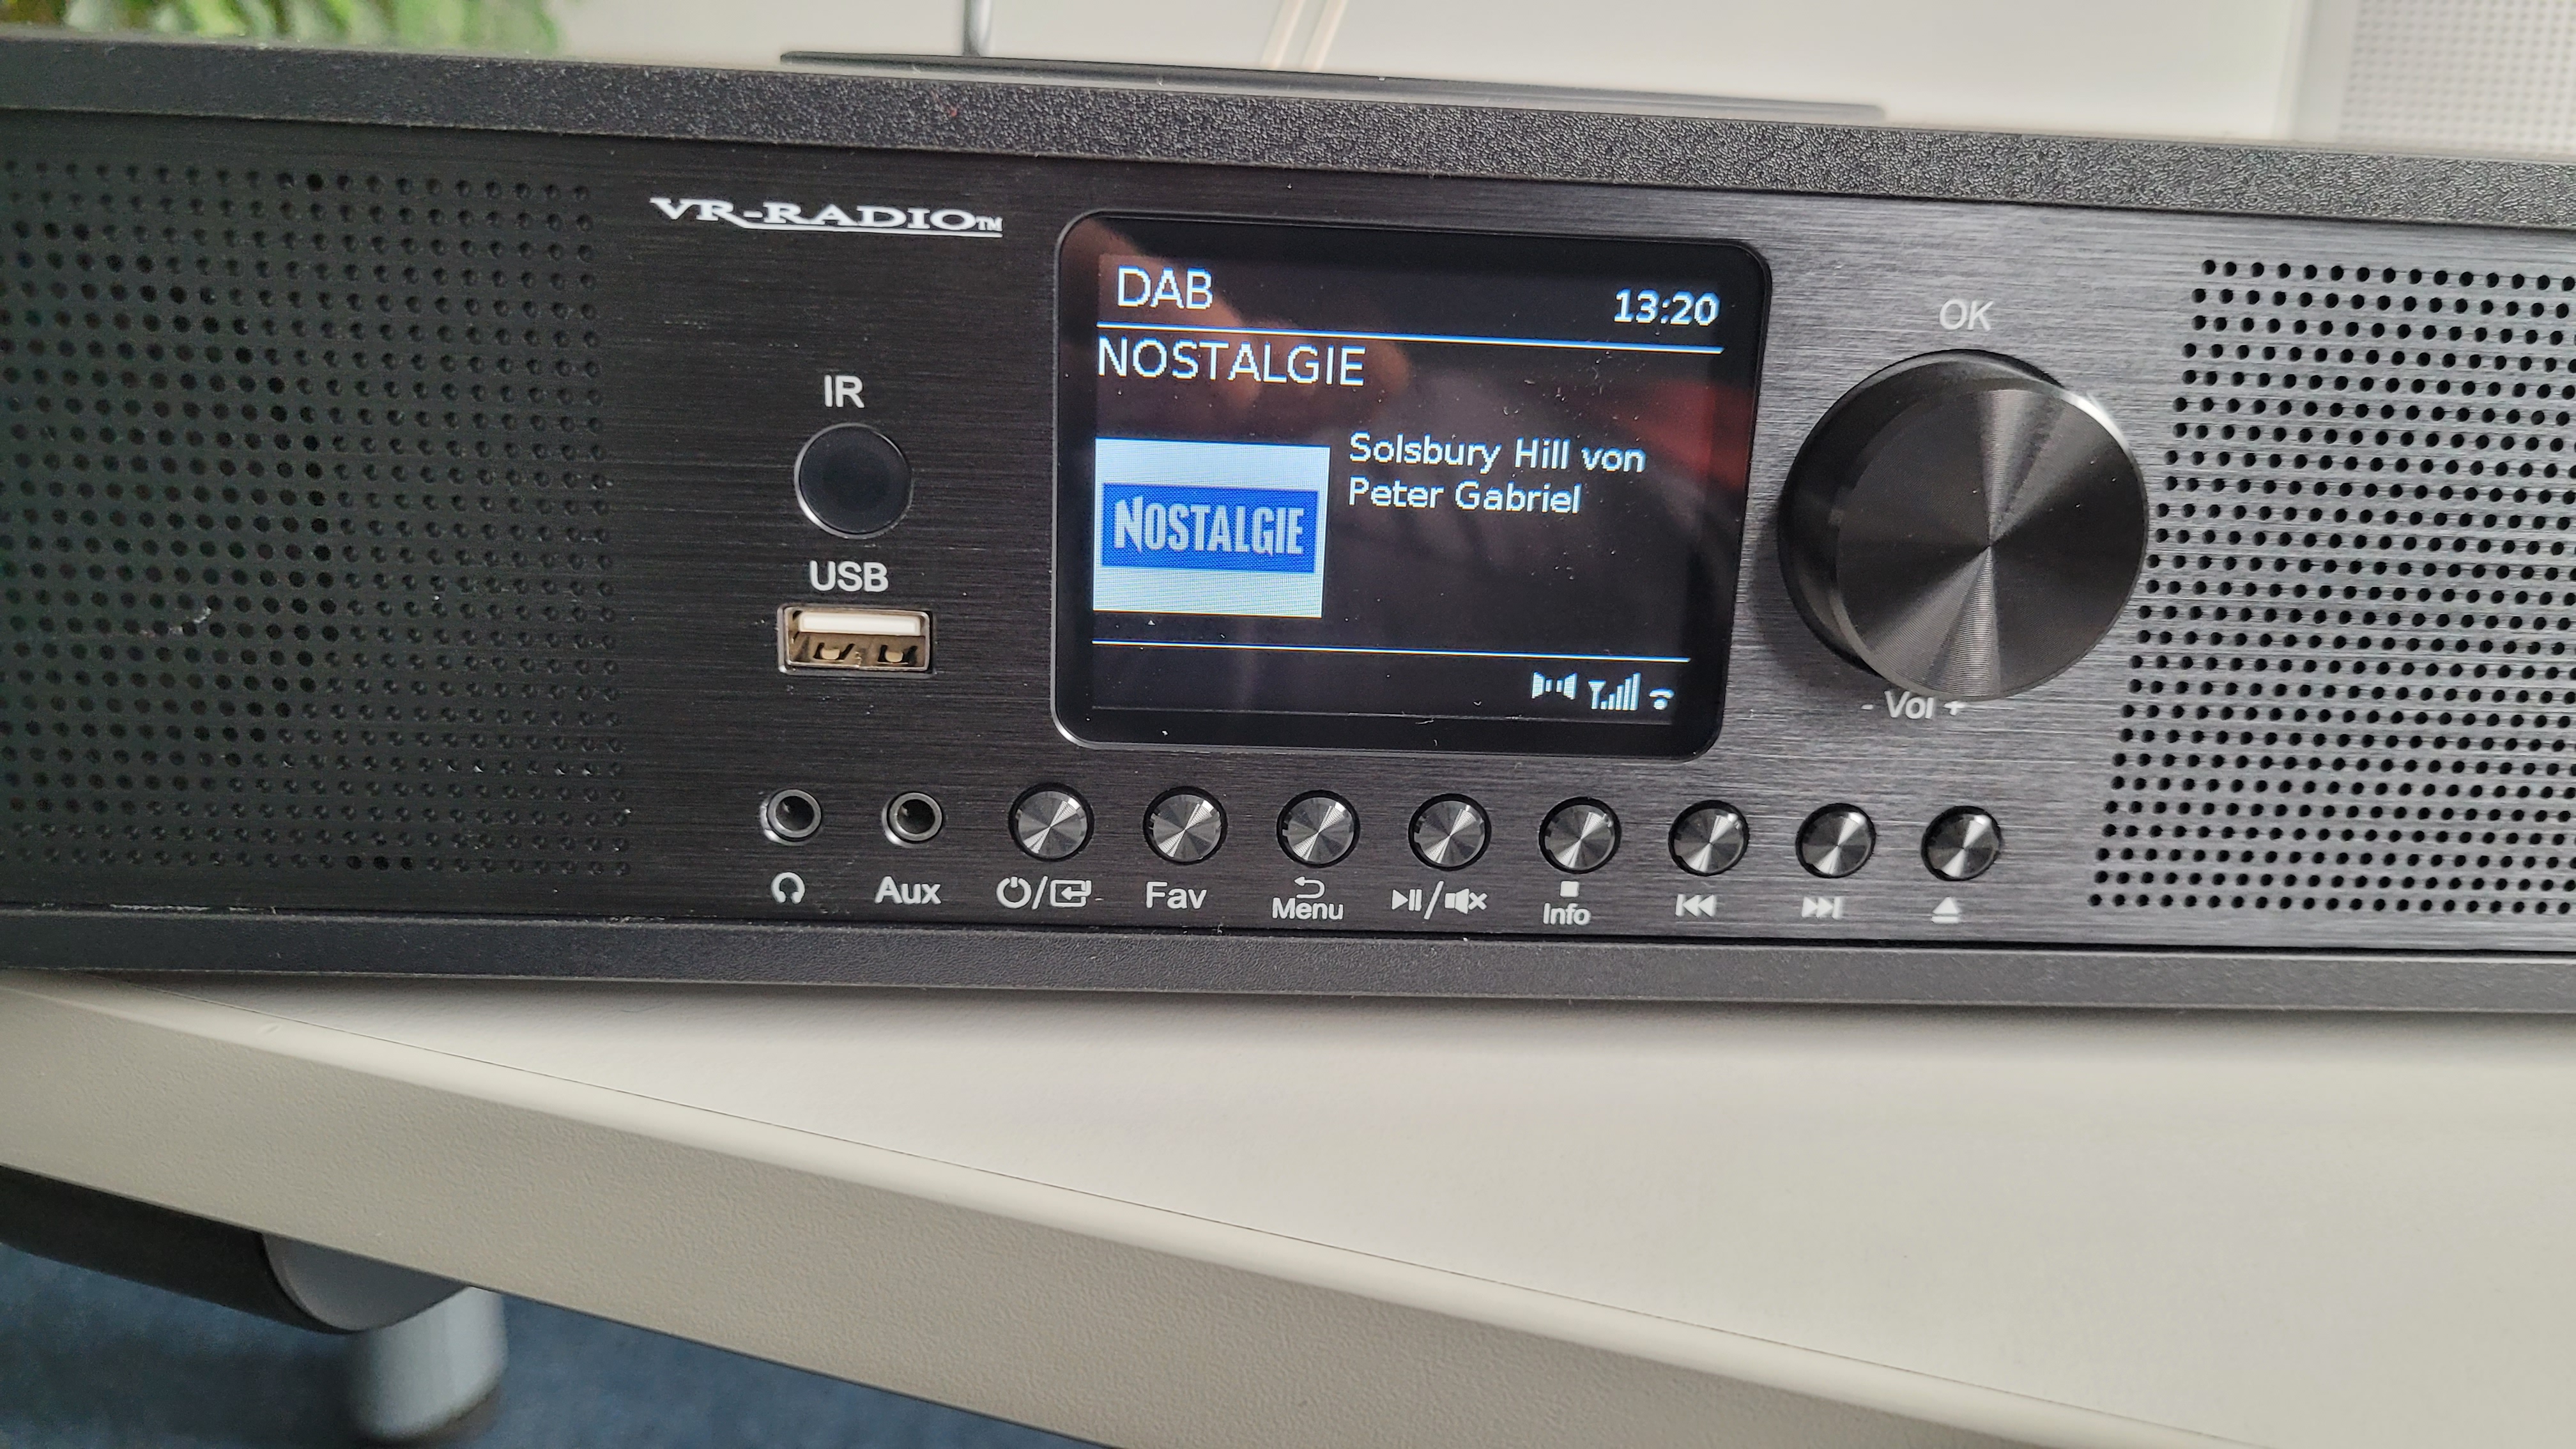 VR-RADIO™
DAB
13:20
NOSTALGIE
Solsbury Hill von
Peter Gabriel
NOSTALGIE
IR
USB
OK
- Vol +
Aux
Fav
Menu
Info